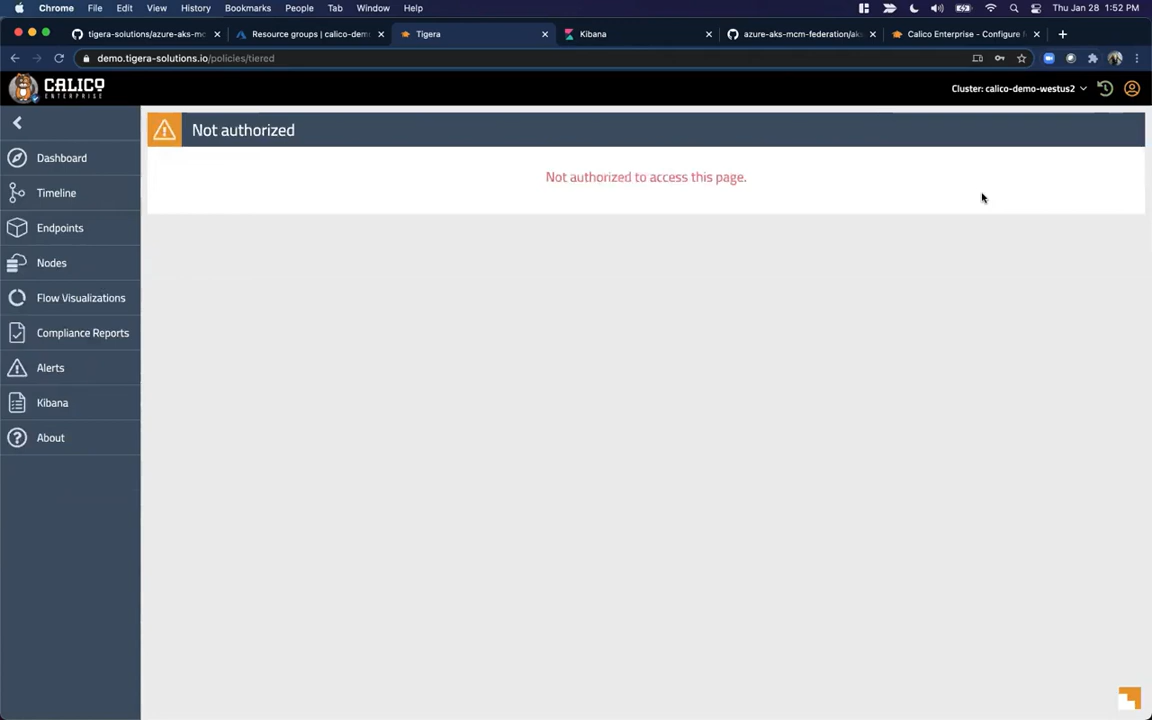 Chrome File Edit View History Bookmarks People Tab Window Help Thu Jan 28 1:52 PM
tigera-solutions/azure-aks-mc Resource groups | calico-dem Tigera Kibana azure-aks-mcm-federation/aks Calico Enterprise - Configure f
demo.tigera-solutions.io/policies/tiered
CALICO
ENTERPRISE
Cluster: calico-demo-westus2
Not authorized
Not authorized to access this page.
Dashboard
Timeline
Endpoints
Nodes
Flow Visualizations
Compliance Reports
Alerts
Kibana
About